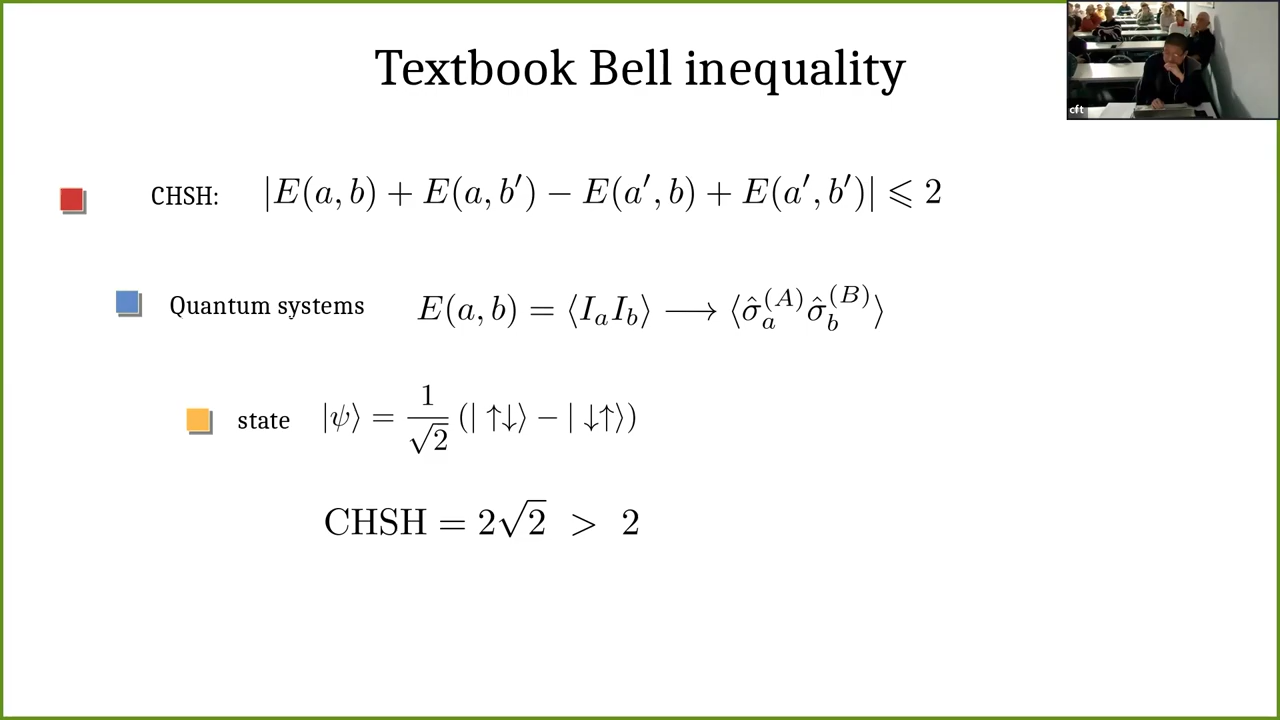 Textbook Bell inequality
cft
CHSH: |E(a, b) + E(a, b′) − E(a′, b) + E(a′, b′)| ⩽ 2
Quantum systems E(a, b) = ⟨I_a I_b⟩ ⟶ ⟨σ̂_a^(A) σ̂_b^(B)⟩
state |ψ⟩ = 1/√2 (| ↑↓⟩ − | ↓↑⟩)
CHSH = 2√2 > 2